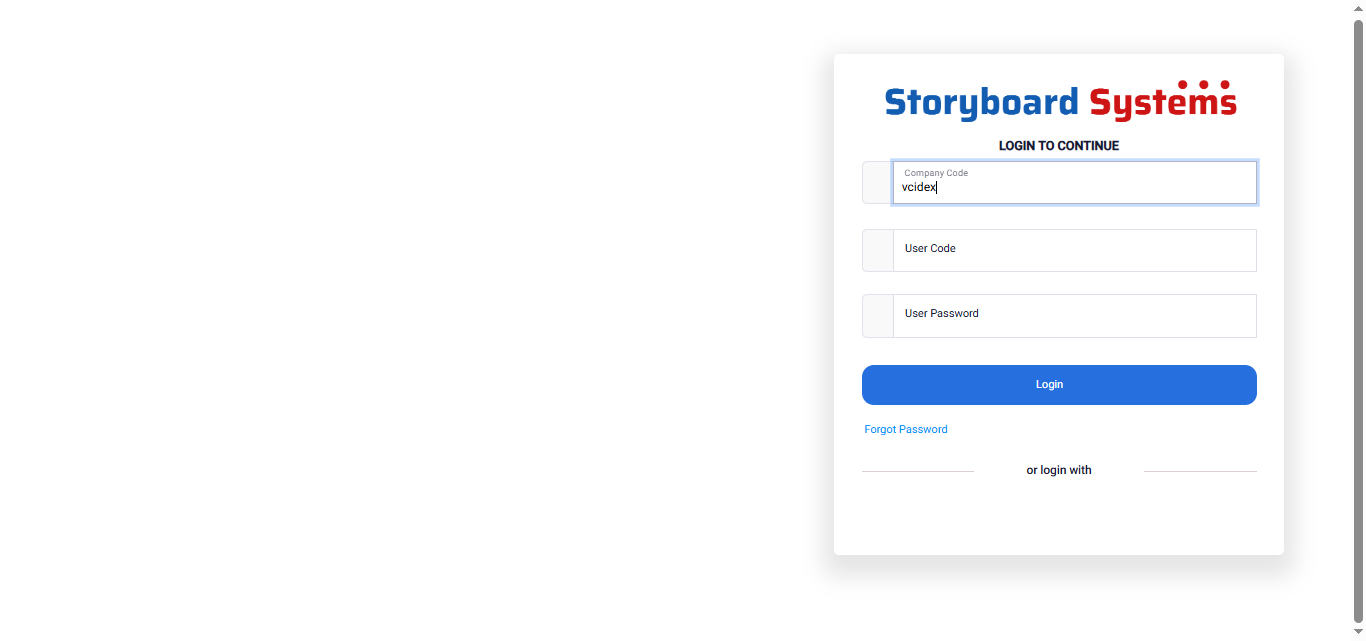 Storyboard Systems
LOGIN TO CONTINUE
Company Code
vcidex
User Code
User Password
Login
Forgot Password
or login with